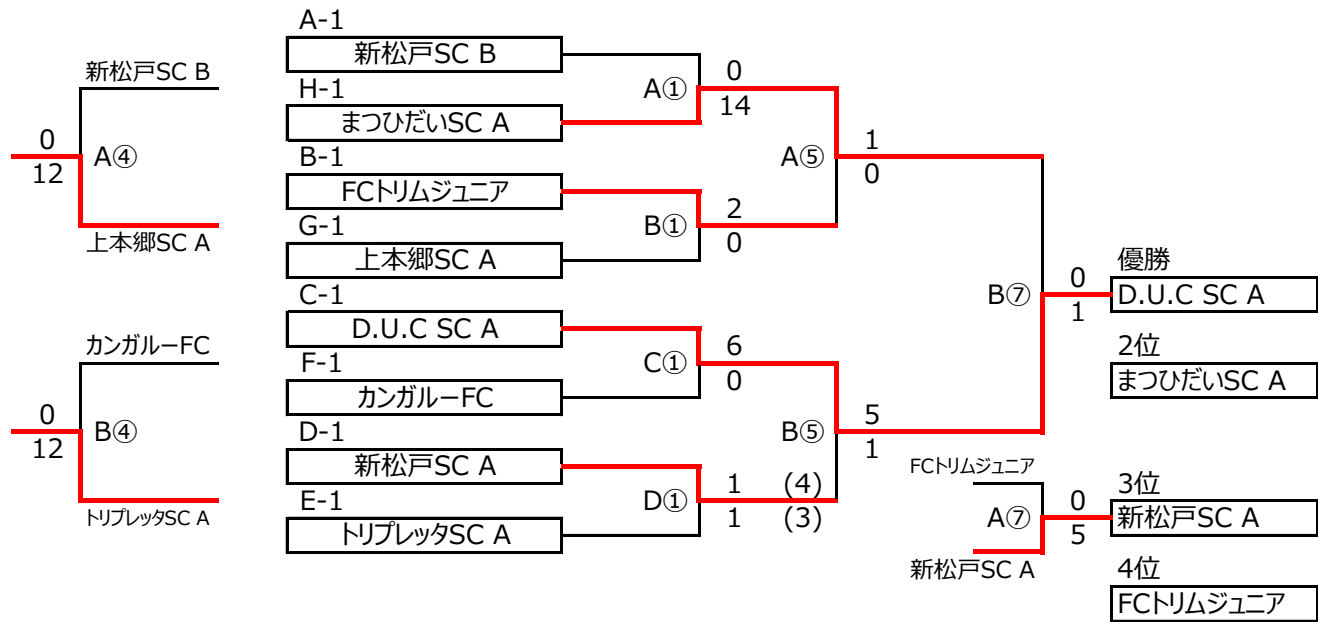 新松戸SC B
0
A④
12
上本郷SC A
カンガルーFC
0
B④
12
トリプレッタSC A
A-1
新松戸SC B
H-1
まつひだいSC A
B-1
FCトリムジュニア
G-1
上本郷SC A
C-1
D.U.C SC A
F-1
カンガルーFC
D-1
新松戸SC A
E-1
トリプレッタSC A
A①
0
14
B①
2
0
C①
6
0
D①
1 (4)
1 (3)
A⑤
1
0
B⑤
5
1
B⑦
0
1
優勝
D.U.C SC A
2位
まつひだいSC A
FCトリムジュニア
A⑦
0
5
新松戸SC A
3位
新松戸SC A
4位
FCトリムジュニア